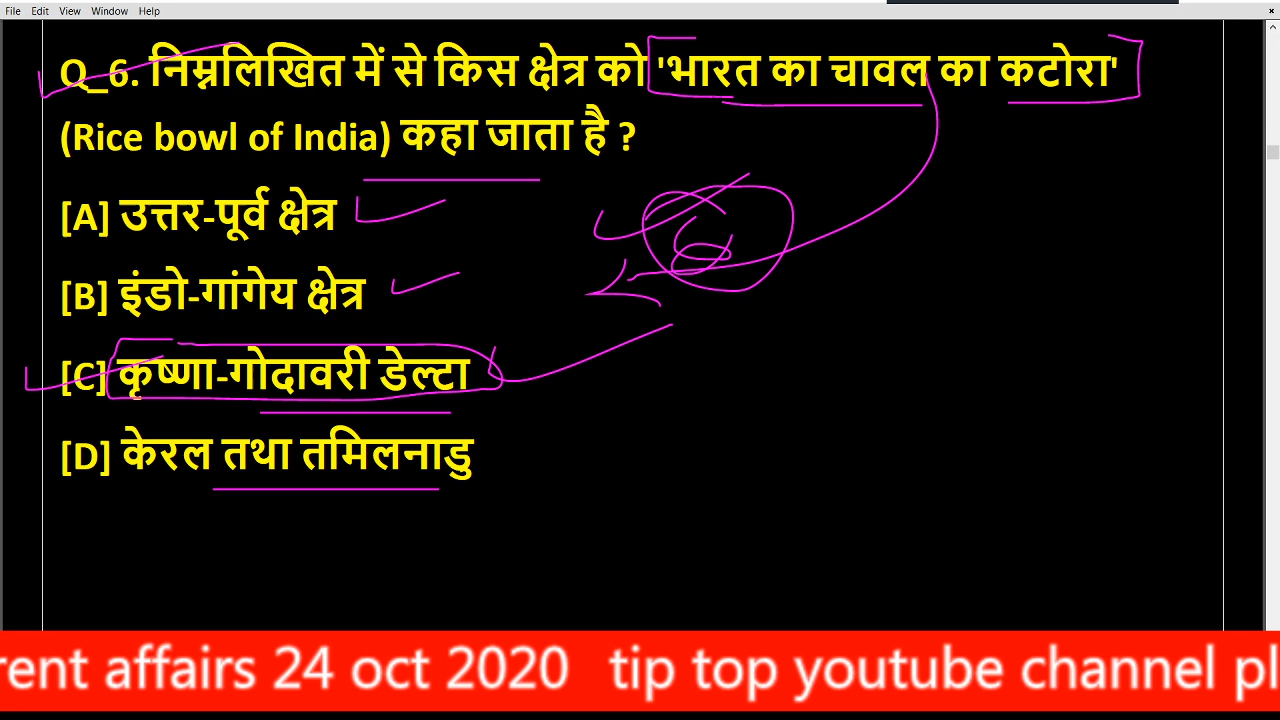 File Edit View Window Help
Q_6. निम्नलिखित में से किस क्षेत्र को 'भारत का चावल का कटोरा'
(Rice bowl of India) कहा जाता है ?
[A] उत्तर-पूर्व क्षेत्र
[B] इंडो-गांगेय क्षेत्र
[C] कृष्णा-गोदावरी डेल्टा
[D] केरल तथा तमिलनाडु
rent affairs 24 oct 2020 tip top youtube channel pl